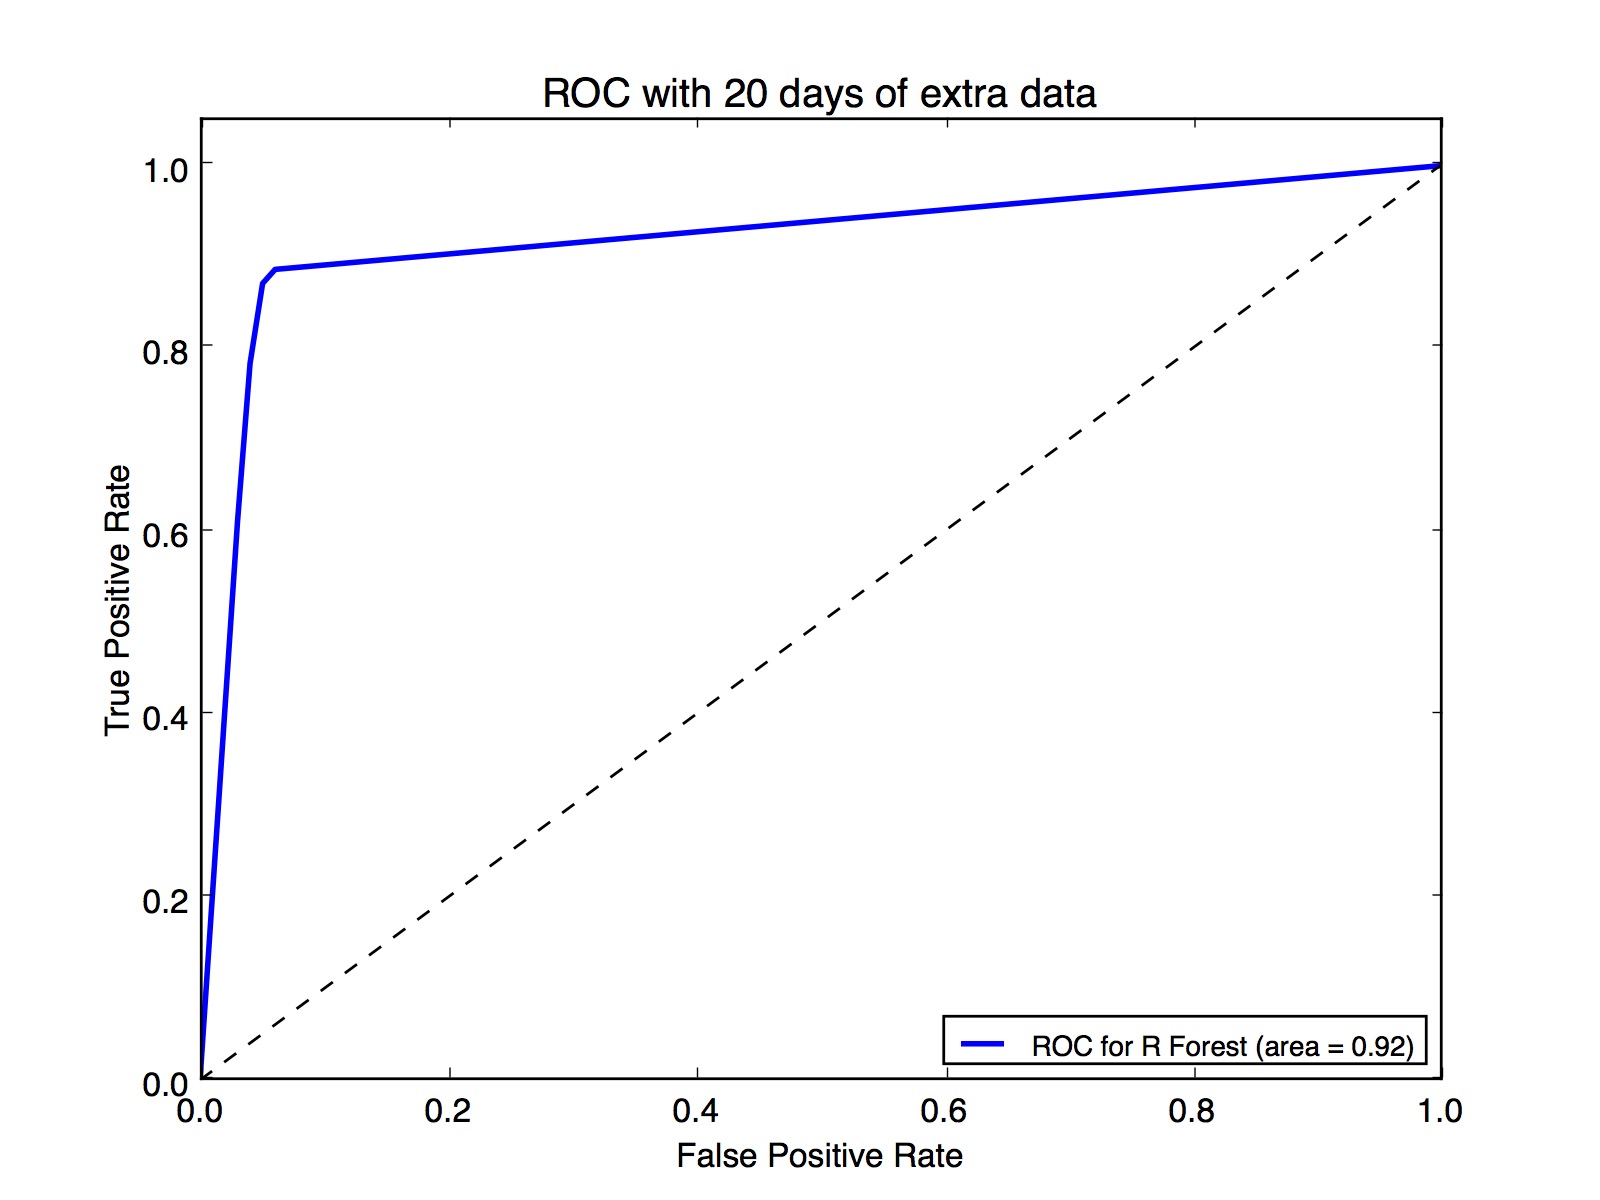 ROC with 20 days of extra data
True Positive Rate
1.0
0.8
0.6
0.4
0.2
0.0
0.0 0.2 0.4 0.6 0.8 1.0
False Positive Rate
ROC for R Forest (area = 0.92)